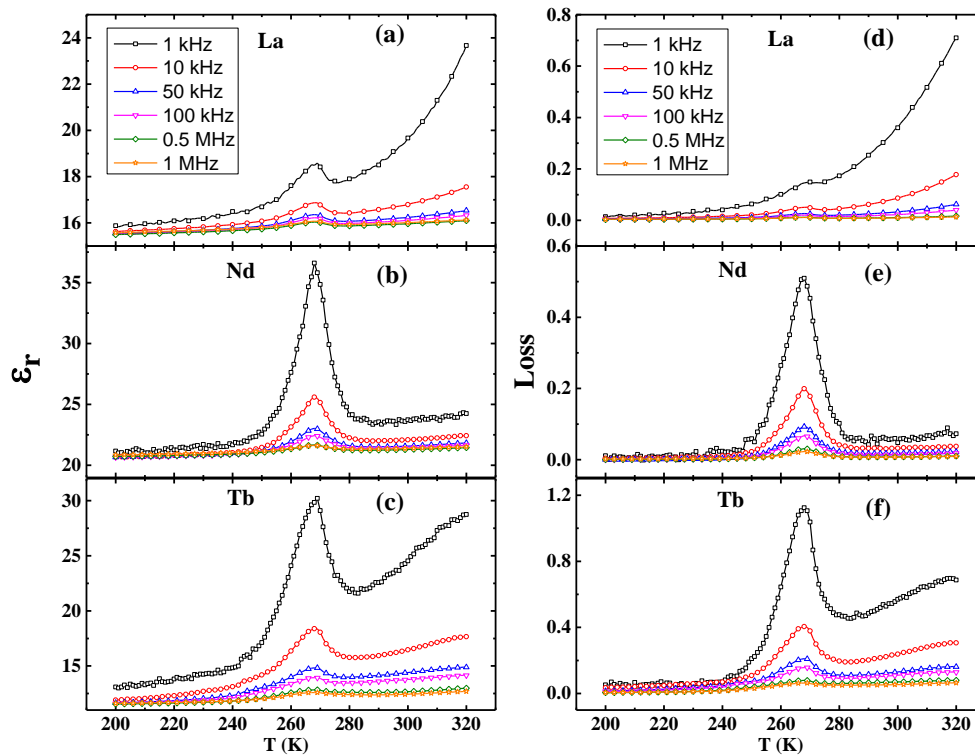 La
(a)
1 kHz
10 kHz
50 kHz
100 kHz
0.5 MHz
1 MHz
24
22
20
18
16
Nd
(b)
35
30
25
20
Tb
(c)
30
25
20
15
200 220 240 260 280 300 320
T (K)
εr
La
(d)
1 kHz
10 kHz
50 kHz
100 kHz
0.5 MHz
1 MHz
0.8
0.6
0.4
0.2
0.0
Nd
(e)
0.6
0.4
0.2
0.0
Tb
(f)
1.2
0.8
0.4
0.0
200 220 240 260 280 300 320
T (K)
Loss